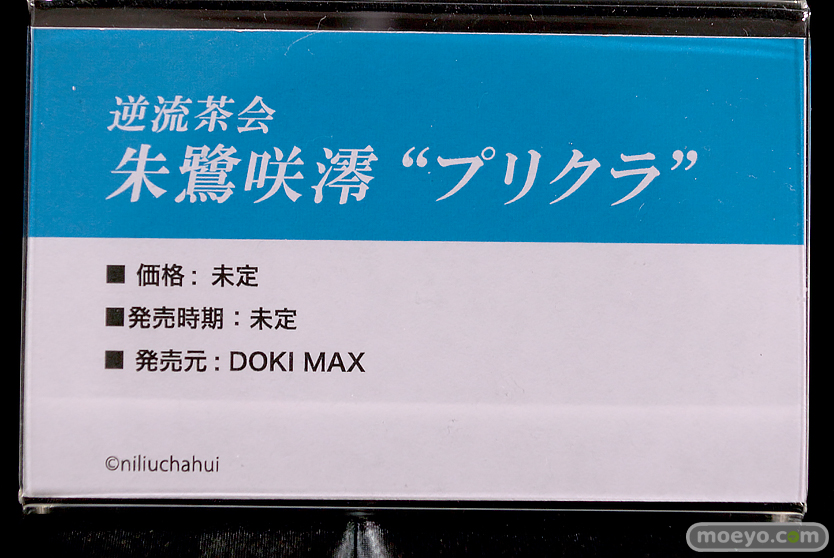 逆流茶会
朱鷺咲澪 “プリクラ”
■ 価格: 未定
■発売時期:未定
■ 発売元: DOKI MAX
©niliuchahui
moeyo.com